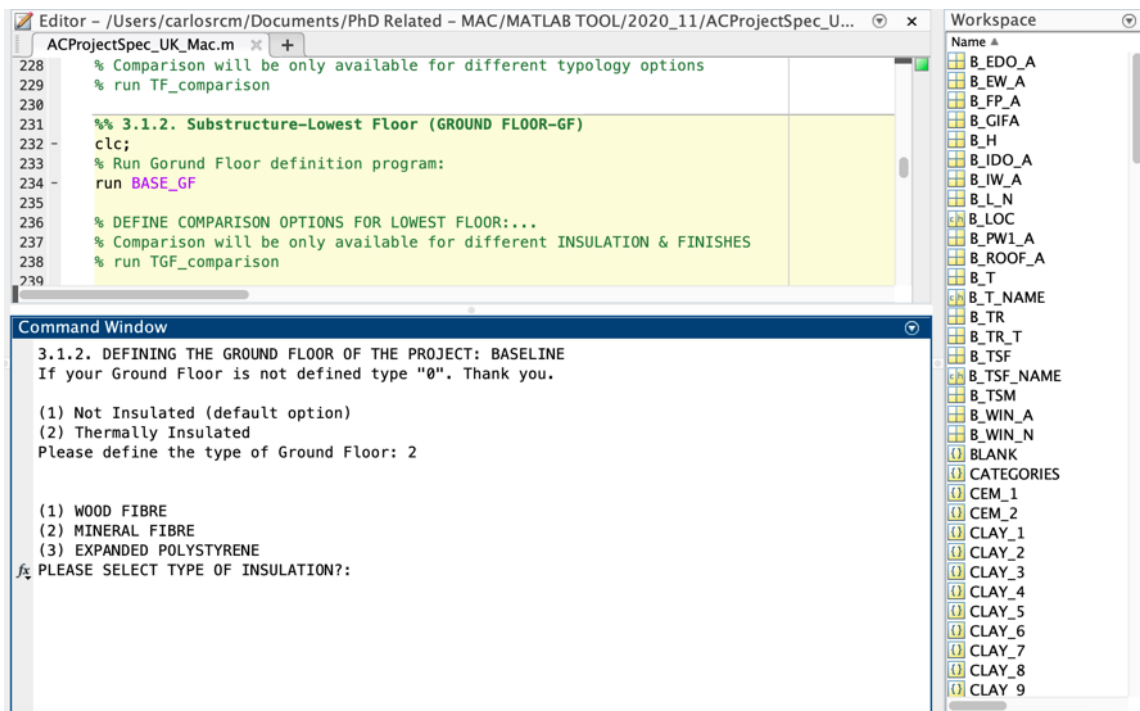 Editor - /Users/carlosrcm/Documents/PhD Related - MAC/MATLAB TOOL/2020_11/ACProjectSpec_U...
ACProjectSpec_UK_Mac.m × +
228 % Comparison will be only available for different typology options
229 % run TF_comparison
230
231 %% 3.1.2. Substructure-Lowest Floor (GROUND FLOOR-GF)
232 - clc;
233 % Run Gorund Floor definition program:
234 - run BASE_GF
235
236 % DEFINE COMPARISON OPTIONS FOR LOWEST FLOOR:...
237 % Comparison will be only available for different INSULATION & FINISHES
238 % run TGF_comparison
239
Command Window
3.1.2. DEFINING THE GROUND FLOOR OF THE PROJECT: BASELINE
If your Ground Floor is not defined type "0". Thank you.
(1) Not Insulated (default option)
(2) Thermally Insulated
Please define the type of Ground Floor: 2
(1) WOOD FIBRE
(2) MINERAL FIBRE
(3) EXPANDED POLYSTYRENE
fx PLEASE SELECT TYPE OF INSULATION?:
Workspace
Name
B_EDO_A
B_EW_A
B_FP_A
B_GIFA
B_H
B_IDO_A
B_IW_A
B_L_N
B_LOC
B_PW1_A
B_ROOF_A
B_T
B_T_NAME
B_TR
B_TR_T
B_TSF
B_TSF_NAME
B_TSM
B_WIN_A
B_WIN_N
BLANK
CATEGORIES
CEM_1
CEM_2
CLAY_1
CLAY_2
CLAY_3
CLAY_4
CLAY_5
CLAY_6
CLAY_7
CLAY_8
CLAY_9